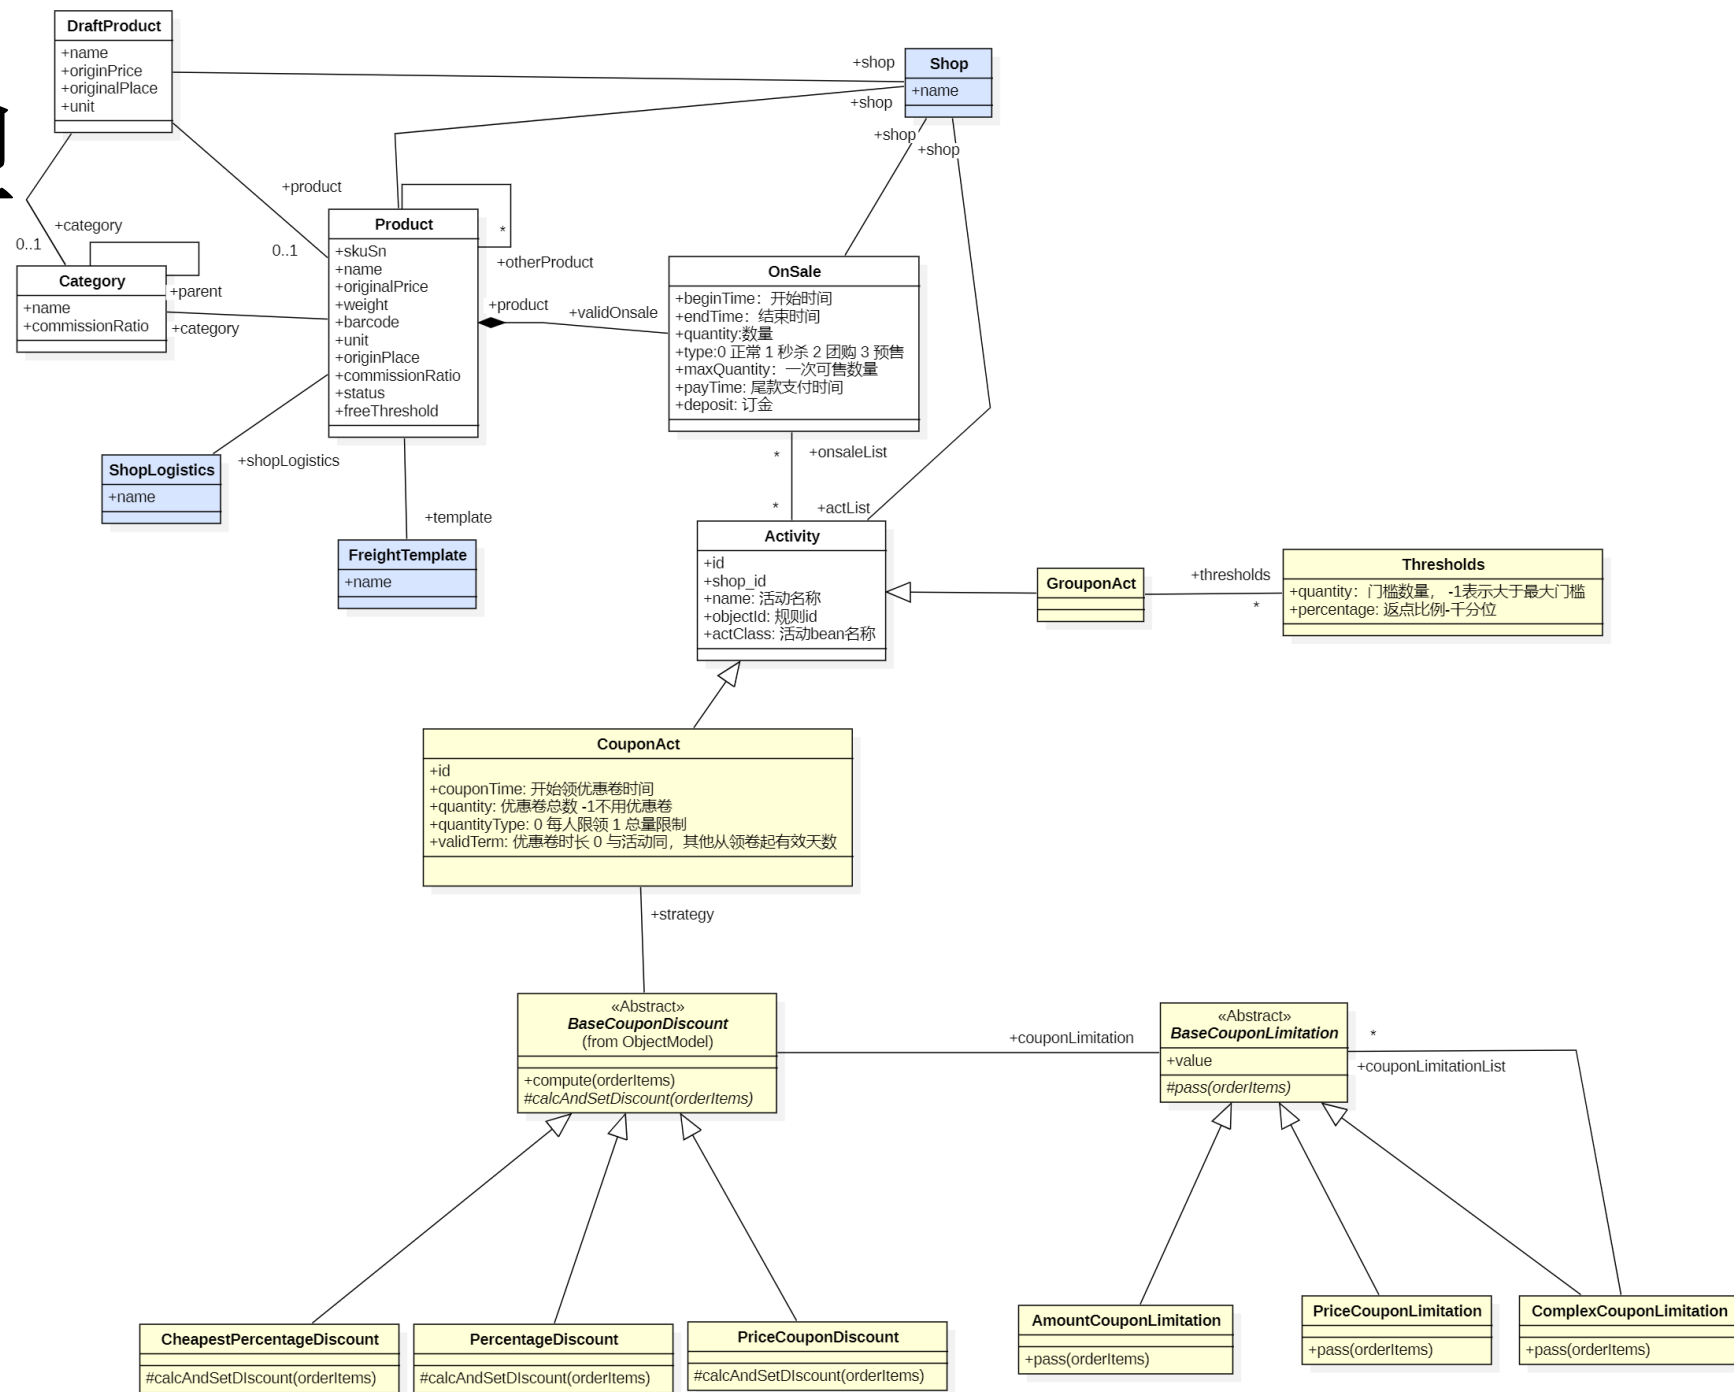 DraftProduct
+name
+originPrice
+originalPlace
+unit
+shop
Shop
+name
+shop
+shop
+shop
+product
0..1
+category
0..1
Category
+name
+commissionRatio
+parent
+category
Product
+skuSn
+name
+originalPrice
+weight
+barcode
+unit
+originPlace
+commissionRatio
+status
+freeThreshold
*
+otherProduct
+product
+validOnsale
OnSale
+beginTime：开始时间
+endTime：结束时间
+quantity:数量
+type:0 正常 1 秒杀 2 团购 3 预售
+maxQuantity：一次可售数量
+payTime: 尾款支付时间
+deposit: 订金
ShopLogistics
+name
+shopLogistics
+template
FreightTemplate
+name
*
+onsaleList
*
+actList
Activity
+id
+shop_id
+name: 活动名称
+objectId: 规则id
+actClass: 活动bean名称
GrouponAct
+thresholds
*
Thresholds
+quantity：门槛数量， -1表示大于最大门槛
+percentage: 返点比例-千分位
CouponAct
+id
+couponTime: 开始领优惠卷时间
+quantity: 优惠卷总数 -1不用优惠卷
+quantityType: 0 每人限领 1 总量限制
+validTerm: 优惠卷时长 0 与活动同，其他从领卷起有效天数
+strategy
«Abstract»
BaseCouponDiscount
(from ObjectModel)
+compute(orderItems)
#calcAndSetDiscount(orderItems)
+couponLimitation
«Abstract»
BaseCouponLimitation
+value
#pass(orderItems)
*
+couponLimitationList
CheapestPercentageDiscount
#calcAndSetDIscount(orderItems)
PercentageDiscount
#calcAndSetDIscount(orderItems)
PriceCouponDiscount
#calcAndSetDIscount(orderItems)
AmountCouponLimitation
+pass(orderItems)
PriceCouponLimitation
+pass(orderItems)
ComplexCouponLimitation
+pass(orderItems)